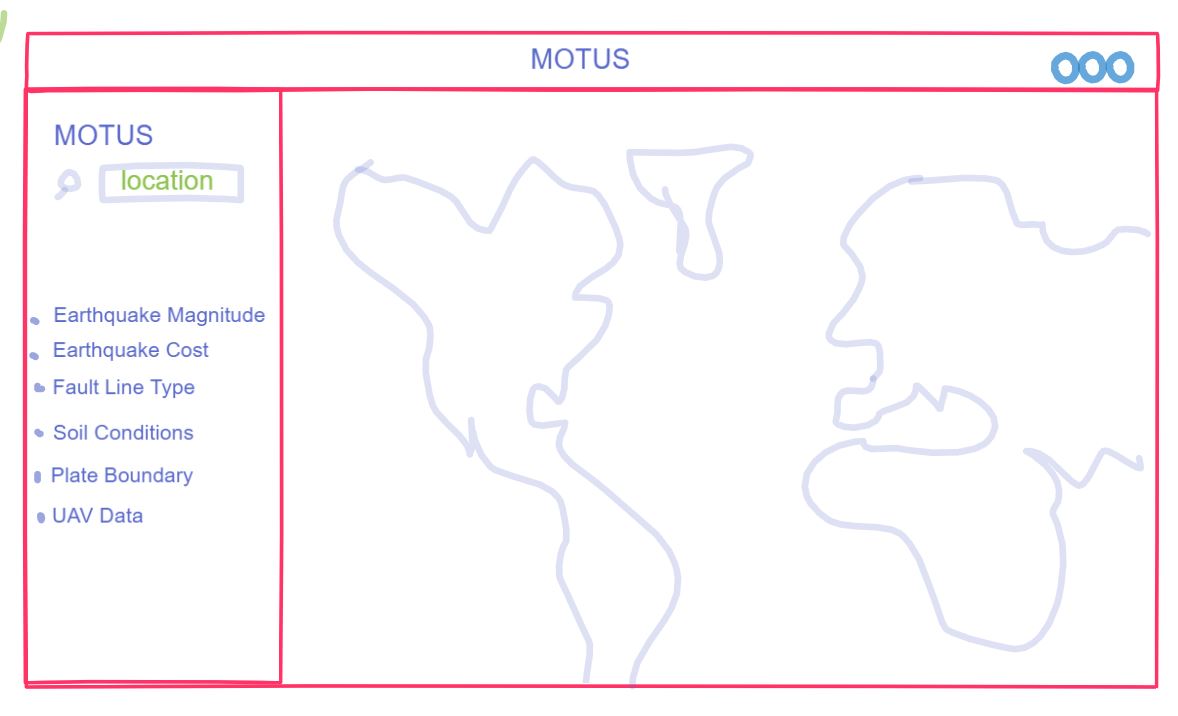 MOTUS
MOTUS
location
Earthquake Magnitude
Earthquake Cost
Fault Line Type
Soil Conditions
Plate Boundary
UAV Data